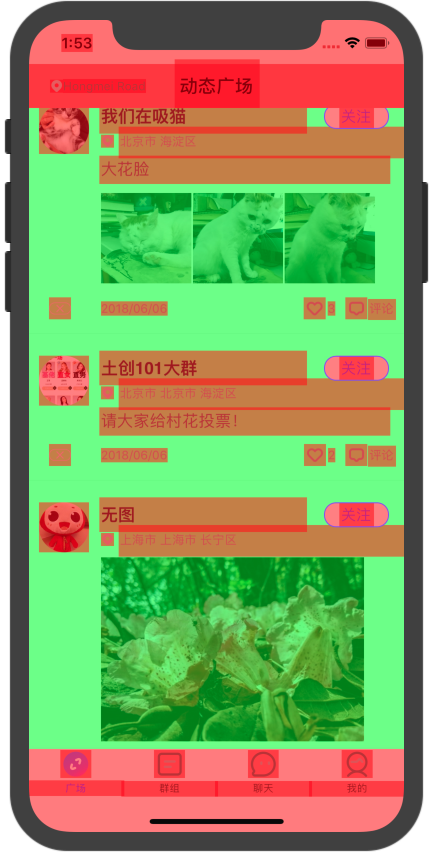 1:53
动态广场
我们在吸猫
关注
北京市 海淀区
大花脸
2018/06/06
3
评论
土创101大群
关注
北京市 北京市 海淀区
请大家给村花投票!
2018/06/06
2
评论
无图
关注
上海市 上海市 长宁区
广场
群组
聊天
我的